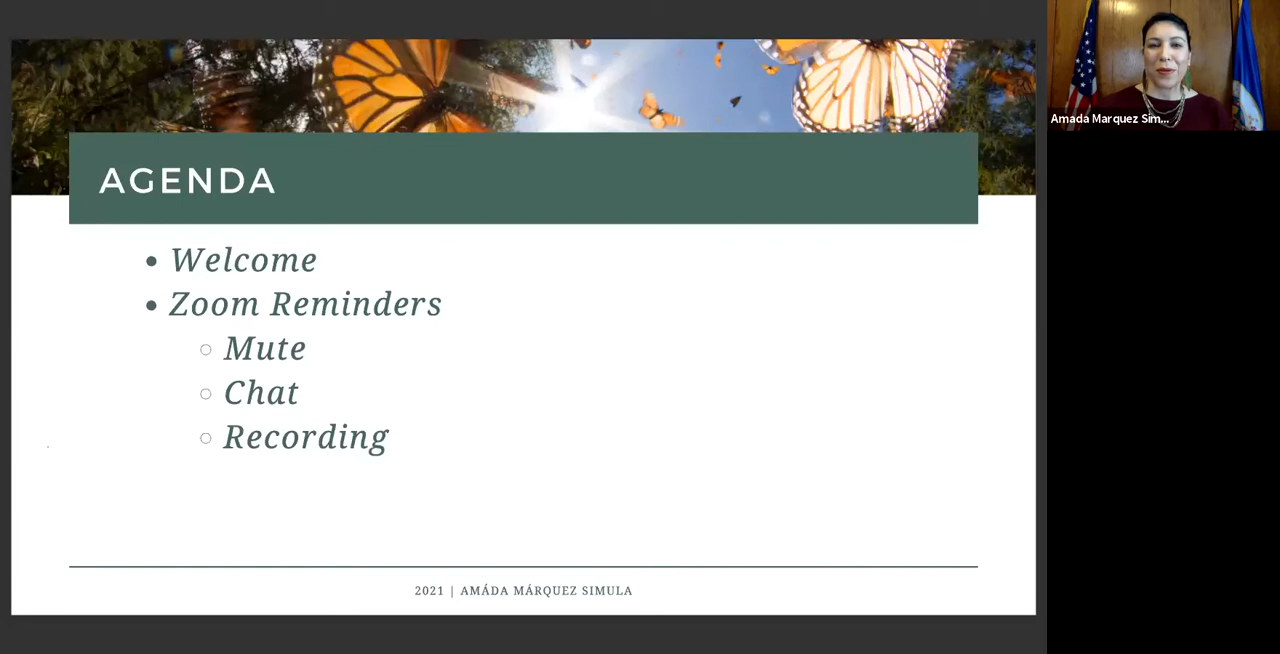 AGENDA
Welcome
Zoom Reminders
Mute
Chat
Recording
2021 | AMÁDA MÁRQUEZ SIMULA
Amada Marquez Sim...